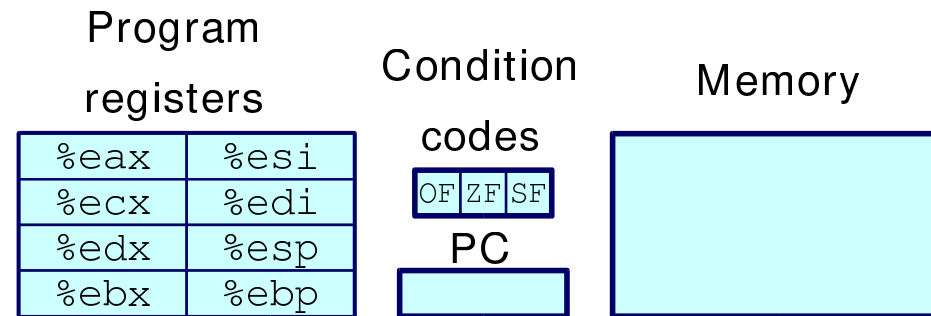 Program
registers
Condition
codes
Memory
%eax %esi
%ecx %edi
%edx %esp
%ebx %ebp
OF ZF SF
PC